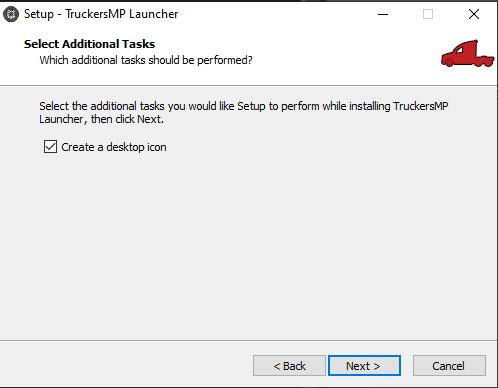 Setup - TruckersMP Launcher
Select Additional Tasks
Which additional tasks should be performed?
Select the additional tasks you would like Setup to perform while installing TruckersMP
Launcher, then click Next.
Create a desktop icon
< Back
Next >
Cancel